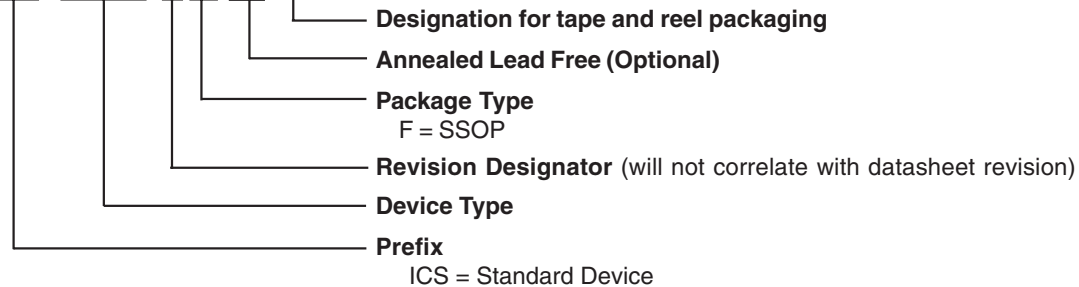 Designation for tape and reel packaging
Annealed Lead Free (Optional)
Package Type
F = SSOP
Revision Designator (will not correlate with datasheet revision)
Device Type
Prefix
ICS = Standard Device